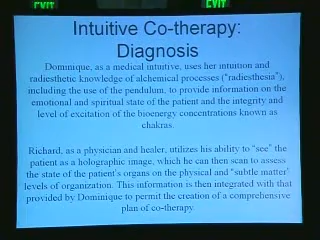 EXIT
EXIT
Intuitive Co-therapy:
Diagnosis
Dominique, as a medical intuitive, uses her intuition and
radiesthetic knowledge of alchemical processes ("radiesthesia"),
including the use of the pendulum, to provide information on the
emotional and spiritual state of the patient and the integrity and
level of excitation of the bioenergy concentrations known as
chakras.
Richard, as a physician and healer, utilizes his ability to "see" the
patient as a holographic image, which he can then scan to assess
the state of the patient's organs on the physical and "subtle matter"
levels of organization. This information is then integrated with that
provided by Dominique to permit the creation of a comprehensive
plan of co-therapy